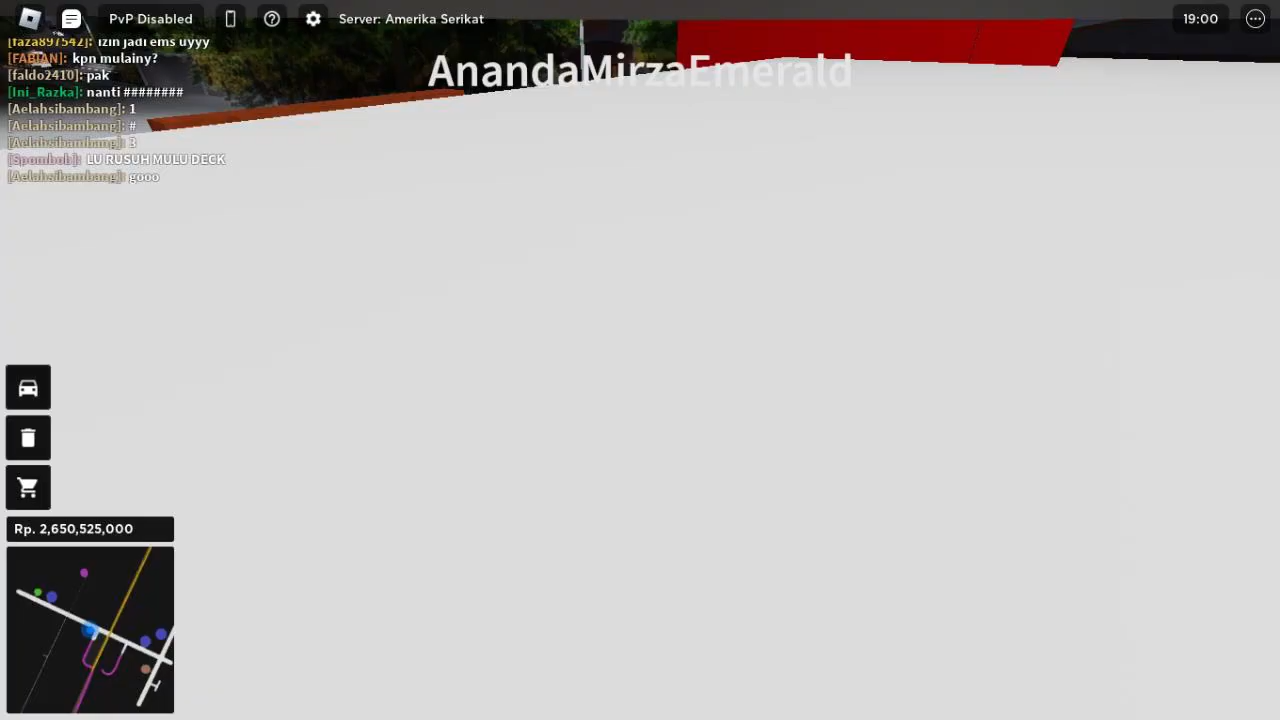 PvP Disabled
Server: Amerika Serikat
19:00
[faza897542]: izin jadi ems uyyy
[FABIAN]: kpn mulainy?
[faldo2410]: pak
[Ini_Razka]: nanti ########
[Aelahsibambang]: 1
[Aelahsibambang]: #
[Aelahsibambang]: 3
[Spombob]: LU RUSUH MULU DECK
[Aelahsibambang]: gooo
AnandaMirzaEmerald
Rp. 2,650,525,000